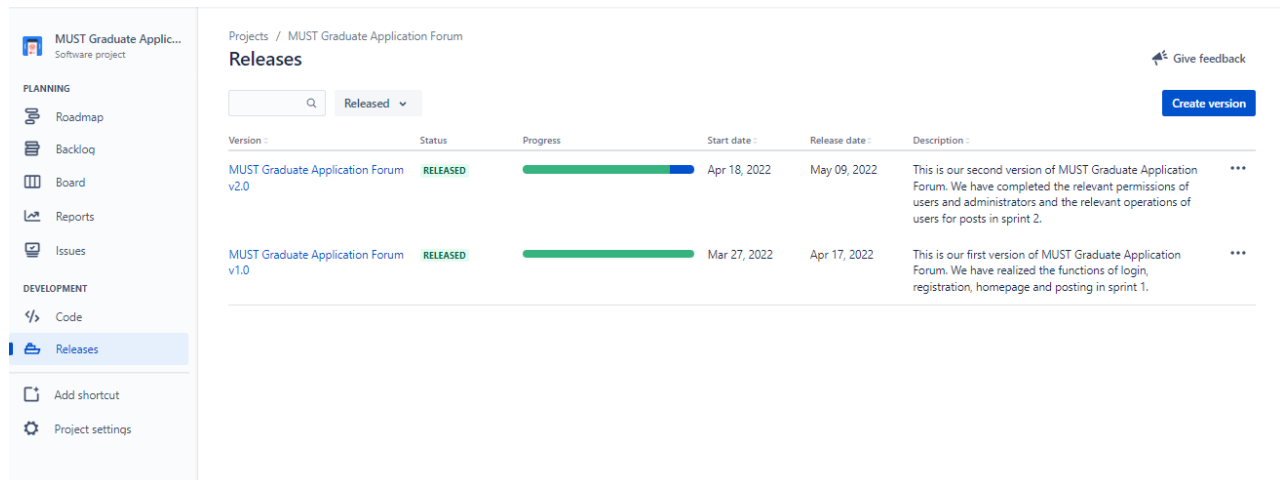 MUST Graduate Applic...
Software project
PLANNING
Roadmap
Backlog
Board
Reports
Issues
DEVELOPMENT
Code
Releases
Add shortcut
Project settings
Projects / MUST Graduate Application Forum
Releases
Give feedback
Released
Create version
Version Status Progress Start date Release date Description
MUST Graduate Application Forum
v2.0
RELEASED
Apr 18, 2022
May 09, 2022
This is our second version of MUST Graduate Application
Forum. We have completed the relevant permissions of
users and administrators and the relevant operations of
users for posts in sprint 2.
MUST Graduate Application Forum
v1.0
RELEASED
Mar 27, 2022
Apr 17, 2022
This is our first version of MUST Graduate Application
Forum. We have realized the functions of login,
registration, homepage and posting in sprint 1.